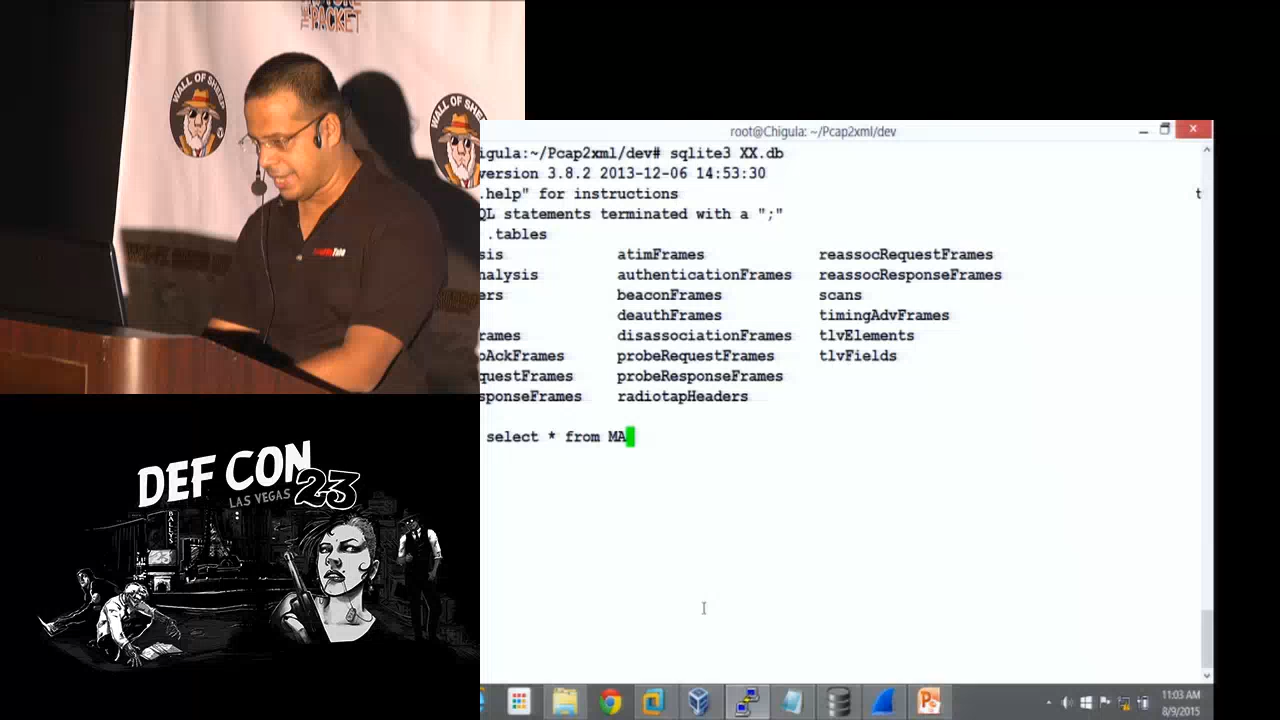 PACKET
WALL OF SHEEP
WALL OF SHEEP
DEF CON
23
LAS VEGAS
BALLYS
root@Chigula: ~/Pcap2xml/dev
igula:~/Pcap2xml/dev# sqlite3 XX.db
version 3.8.2 2013-12-06 14:53:30
.help" for instructions
t
QL statements terminated with a ";"
.tables
sis atimFrames reassocRequestFrames
nalysis authenticationFrames reassocResponseFrames
ers beaconFrames scans
deauthFrames timingAdvFrames
rames disassociationFrames tlvElements
oAckFrames probeRequestFrames tlvFields
questFrames probeResponseFrames
sponseFrames radiotapHeaders
select * from MA
11:03 AM
8/9/2015